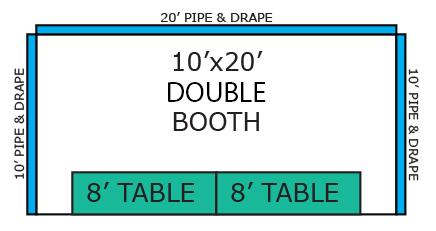 20' PIPE & DRAPE
10'x20'
DOUBLE
BOOTH
10' PIPE & DRAPE
10' PIPE & DRAPE
8' TABLE
8' TABLE